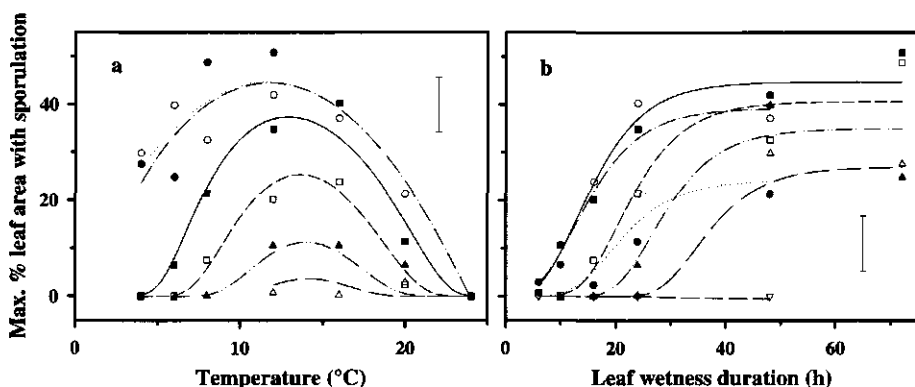 Max. % leaf area with sporulation
a
b
40
20
0
0
10
20
0
20
40
60
Temperature (°C)
Leaf wetness duration (h)